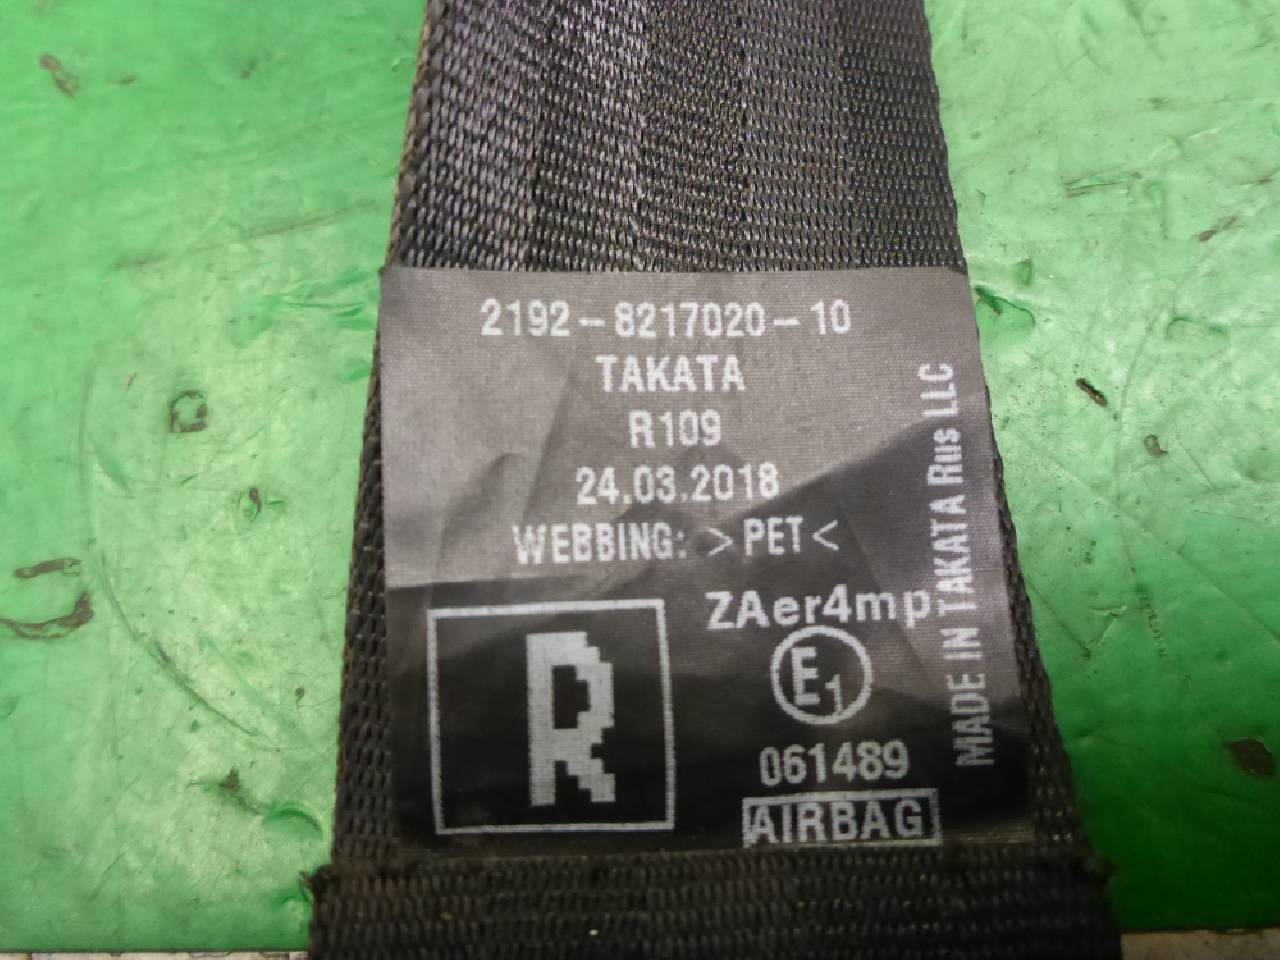 2192-8217020-10
TAKATA
R109
24.03.2018
WEBBING: >PET<
ZAer4mp
R
E1
061489
AIRBAG
MADE IN TAKATA Rus LLC